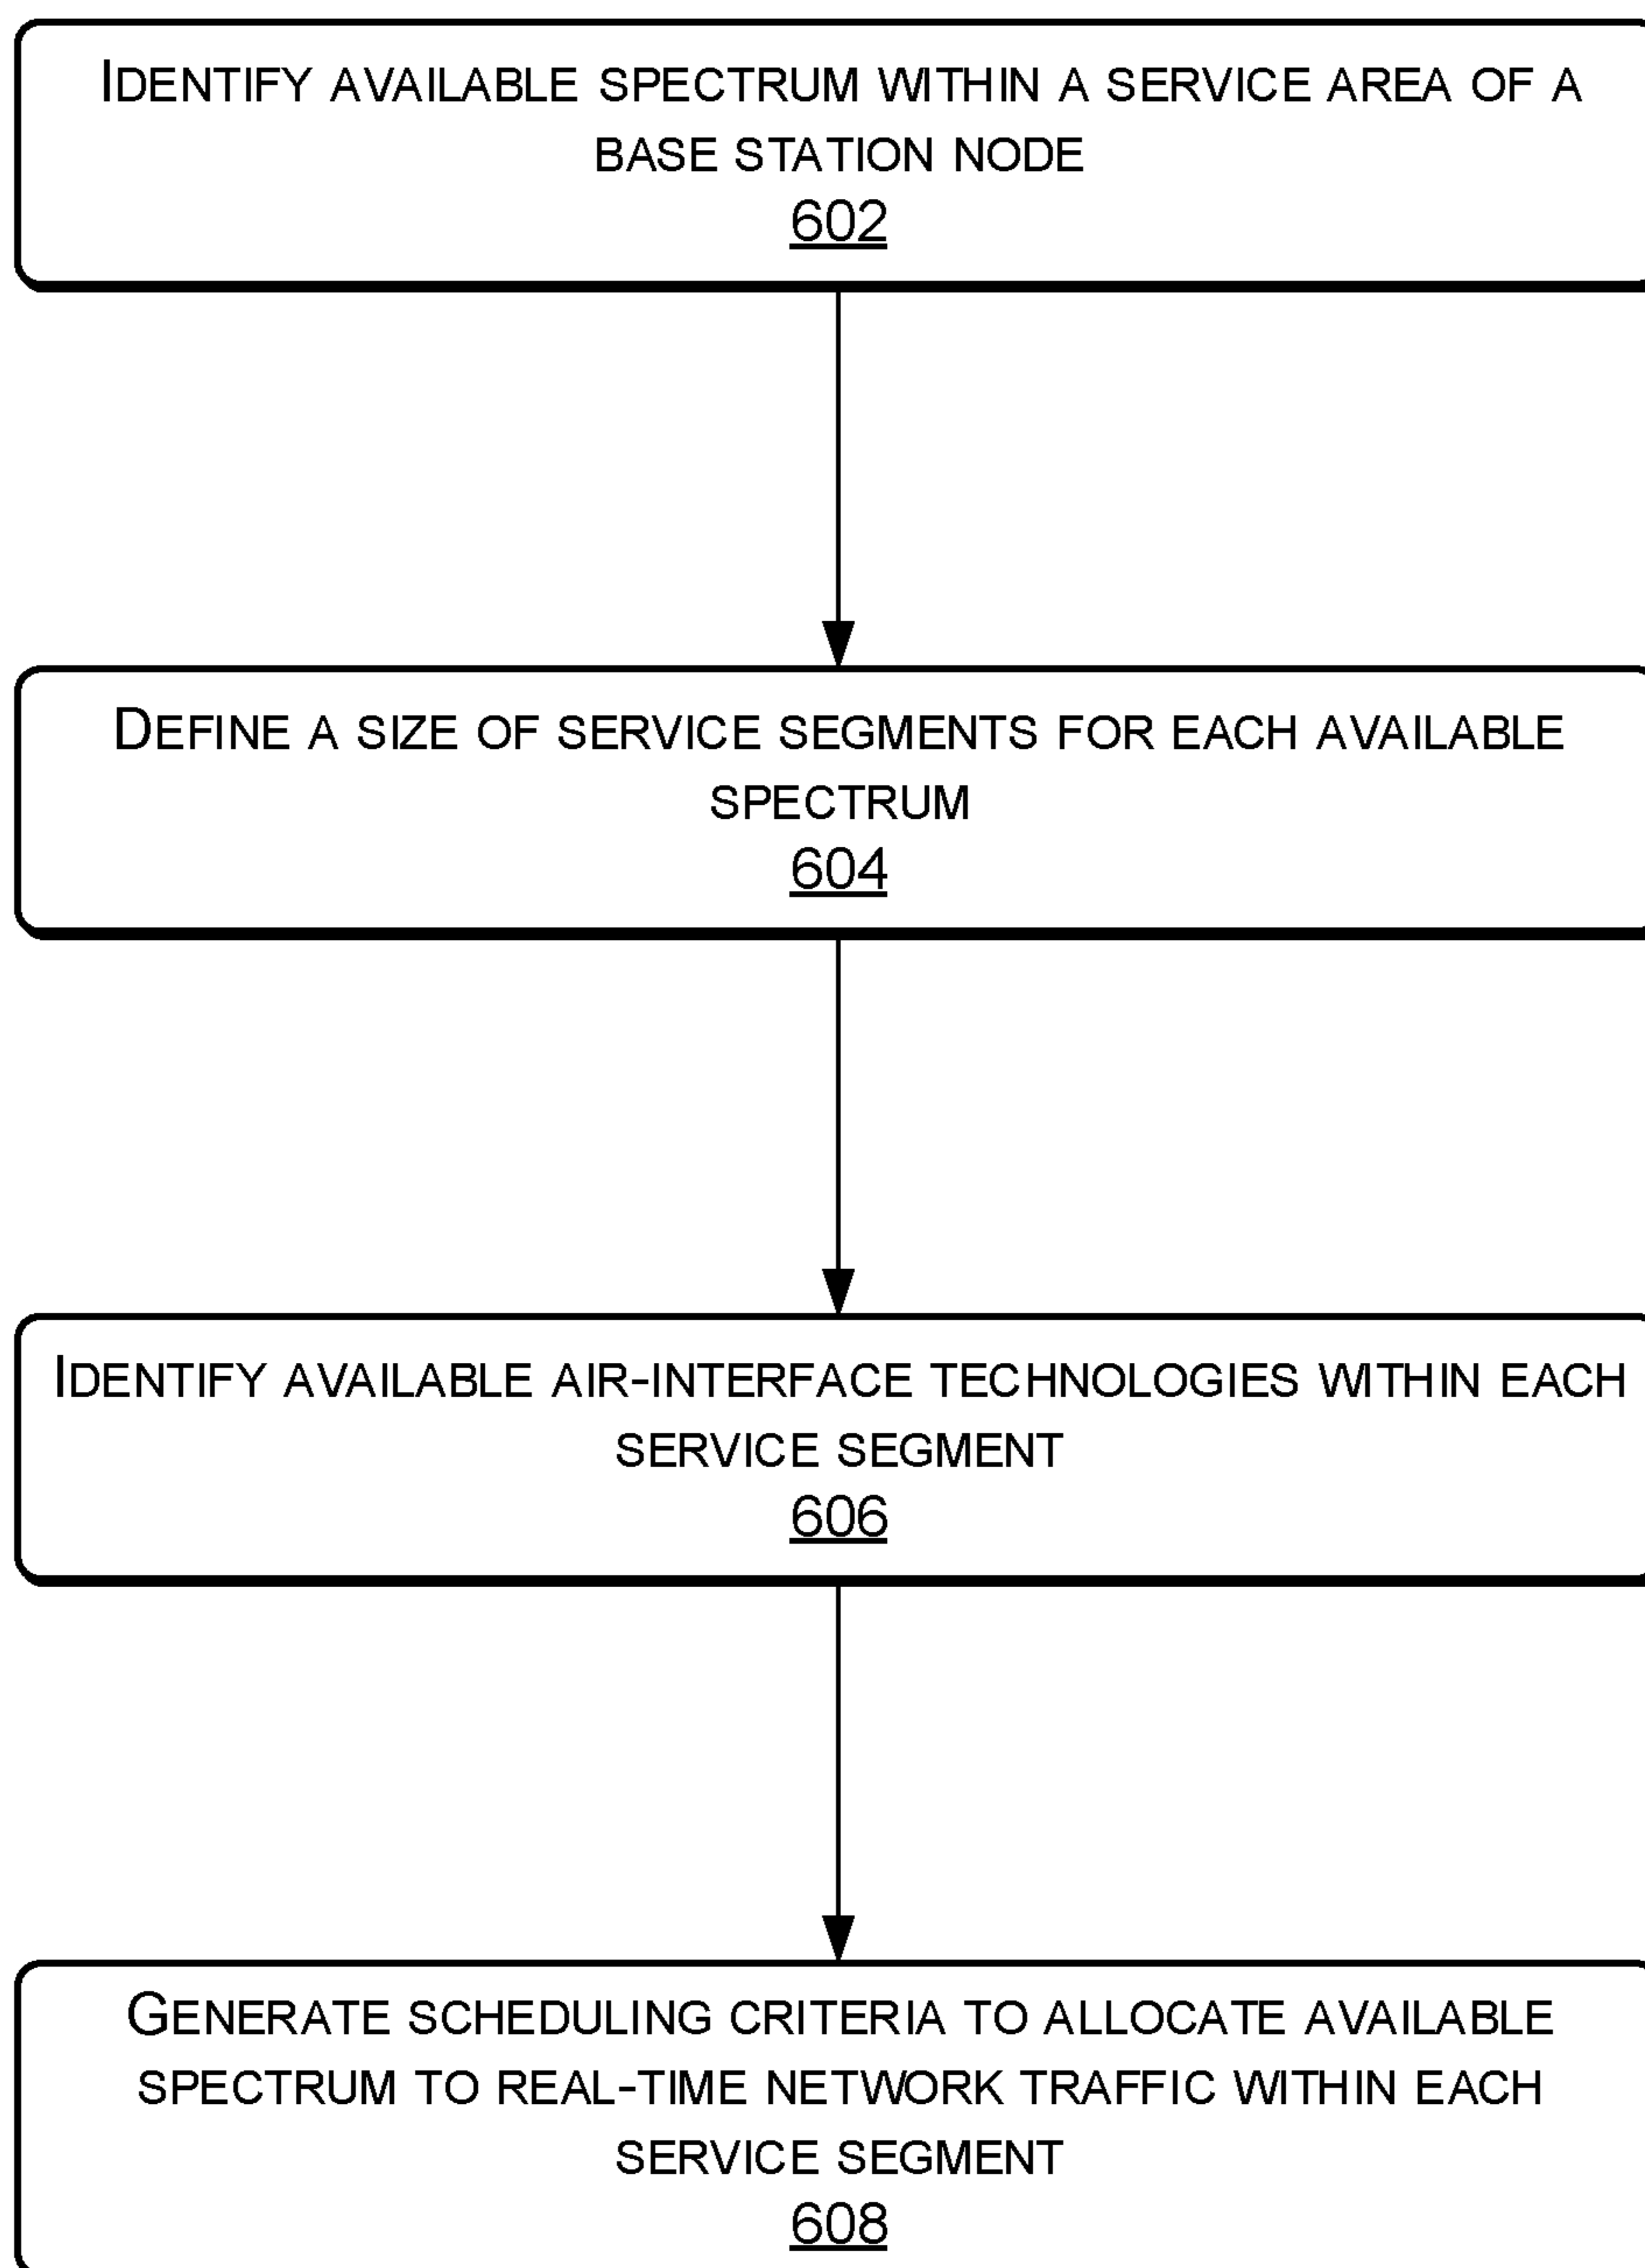 IDENTIFY AVAILABLE SPECTRUM WITHIN A SERVICE AREA OF A
BASE STATION NODE
602
DEFINE A SIZE OF SERVICE SEGMENTS FOR EACH AVAILABLE
SPECTRUM
604
IDENTIFY AVAILABLE AIR-INTERFACE TECHNOLOGIES WITHIN EACH
SERVICE SEGMENT
606
GENERATE SCHEDULING CRITERIA TO ALLOCATE AVAILABLE
SPECTRUM TO REAL-TIME NETWORK TRAFFIC WITHIN EACH
SERVICE SEGMENT
608